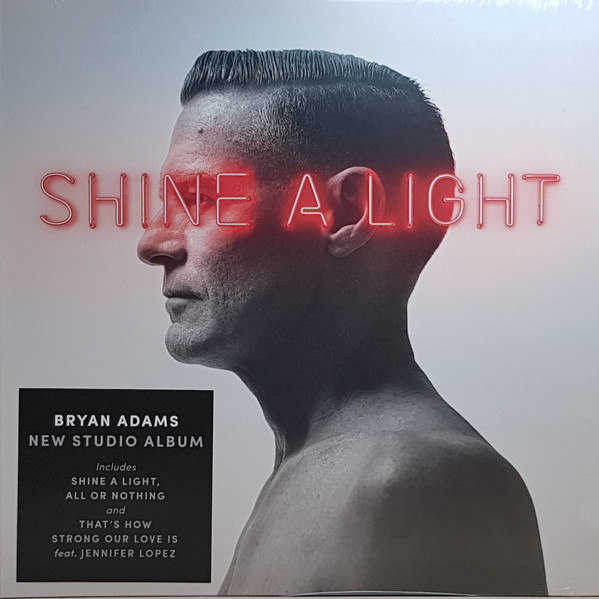 SHINE A LIGHT
BRYAN ADAMS
NEW STUDIO ALBUM
Includes
SHINE A LIGHT,
ALL OR NOTHING
and
THAT'S HOW
STRONG OUR LOVE IS
feat. JENNIFER LOPEZ